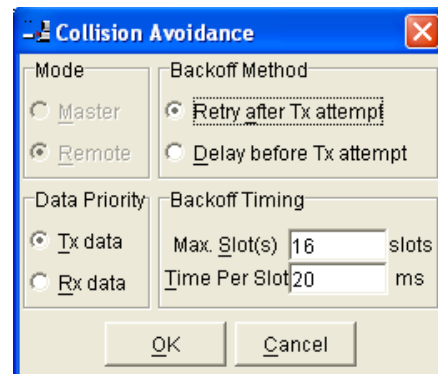 Collision Avoidance
Mode
Master
Remote
Backoff Method
Retry after Tx attempt
Delay before Tx attempt
Data Priority
Tx data
Rx data
Backoff Timing
Max. Slot(s) 16 slots
Time Per Slot 20 ms
OK Cancel